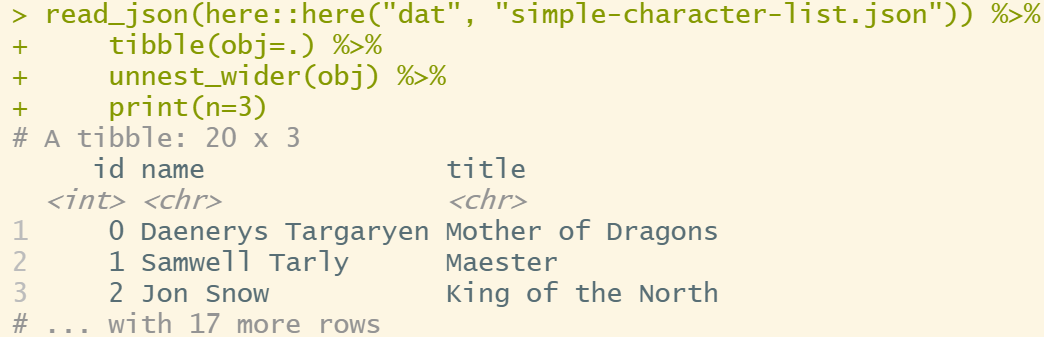 > read_json(here::here("dat", "simple-character-list.json")) %>%
+     tibble(obj=.) %>%
+     unnest_wider(obj) %>%
+     print(n=3)
# A tibble: 20 x 3
     id name               title
  <int> <chr>              <chr>
1     0 Daenerys Targaryen Mother of Dragons
2     1 Samwell Tarly      Maester
3     2 Jon Snow           King of the North
# ... with 17 more rows